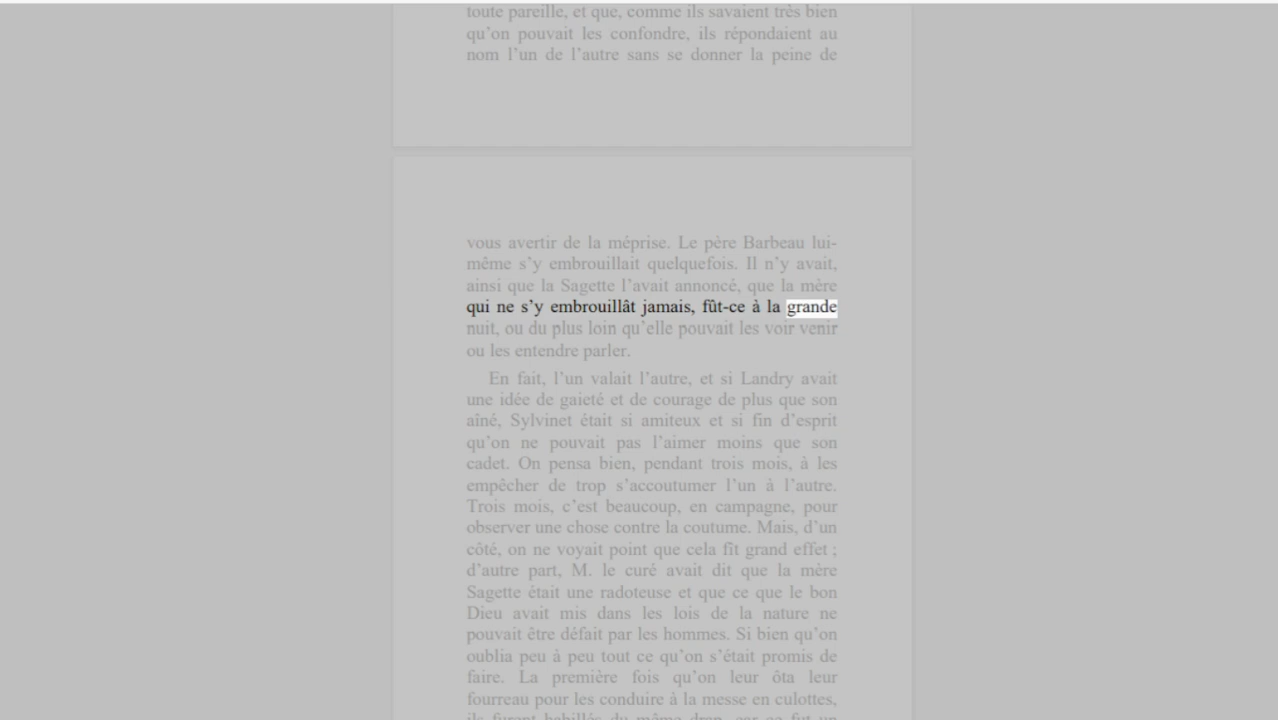 toute pareille, et que, comme ils savaient très bien
qu’on pouvait les confondre, ils répondaient au
nom l’un de l’autre sans se donner la peine de
vous avertir de la méprise. Le père Barbeau lui-
même s’y embrouillait quelquefois. Il n’y avait,
ainsi que la Sagette l’avait annoncé, que la mère
qui ne s’y embrouillât jamais, fût-ce à la grande
nuit, ou du plus loin qu’elle pouvait les voir venir
ou les entendre parler.
En fait, l’un valait l’autre, et si Landry avait
une idée de gaieté et de courage de plus que son
aîné, Sylvinet était si amiteux et si fin d’esprit
qu’on ne pouvait pas l’aimer moins que son
cadet. On pensa bien, pendant trois mois, à les
empêcher de trop s’accoutumer l’un à l’autre.
Trois mois, c’est beaucoup, en campagne, pour
observer une chose contre la coutume. Mais, d’un
côté, on ne voyait point que cela fît grand effet ;
d’autre part, M. le curé avait dit que la mère
Sagette était une radoteuse et que ce que le bon
Dieu avait mis dans les lois de la nature ne
pouvait être défait par les hommes. Si bien qu’on
oublia peu à peu tout ce qu’on s’était promis de
faire. La première fois qu’on leur ôta leur
fourreau pour les conduire à la messe en culottes,
ils furent habillés du même drap, car ce fut un